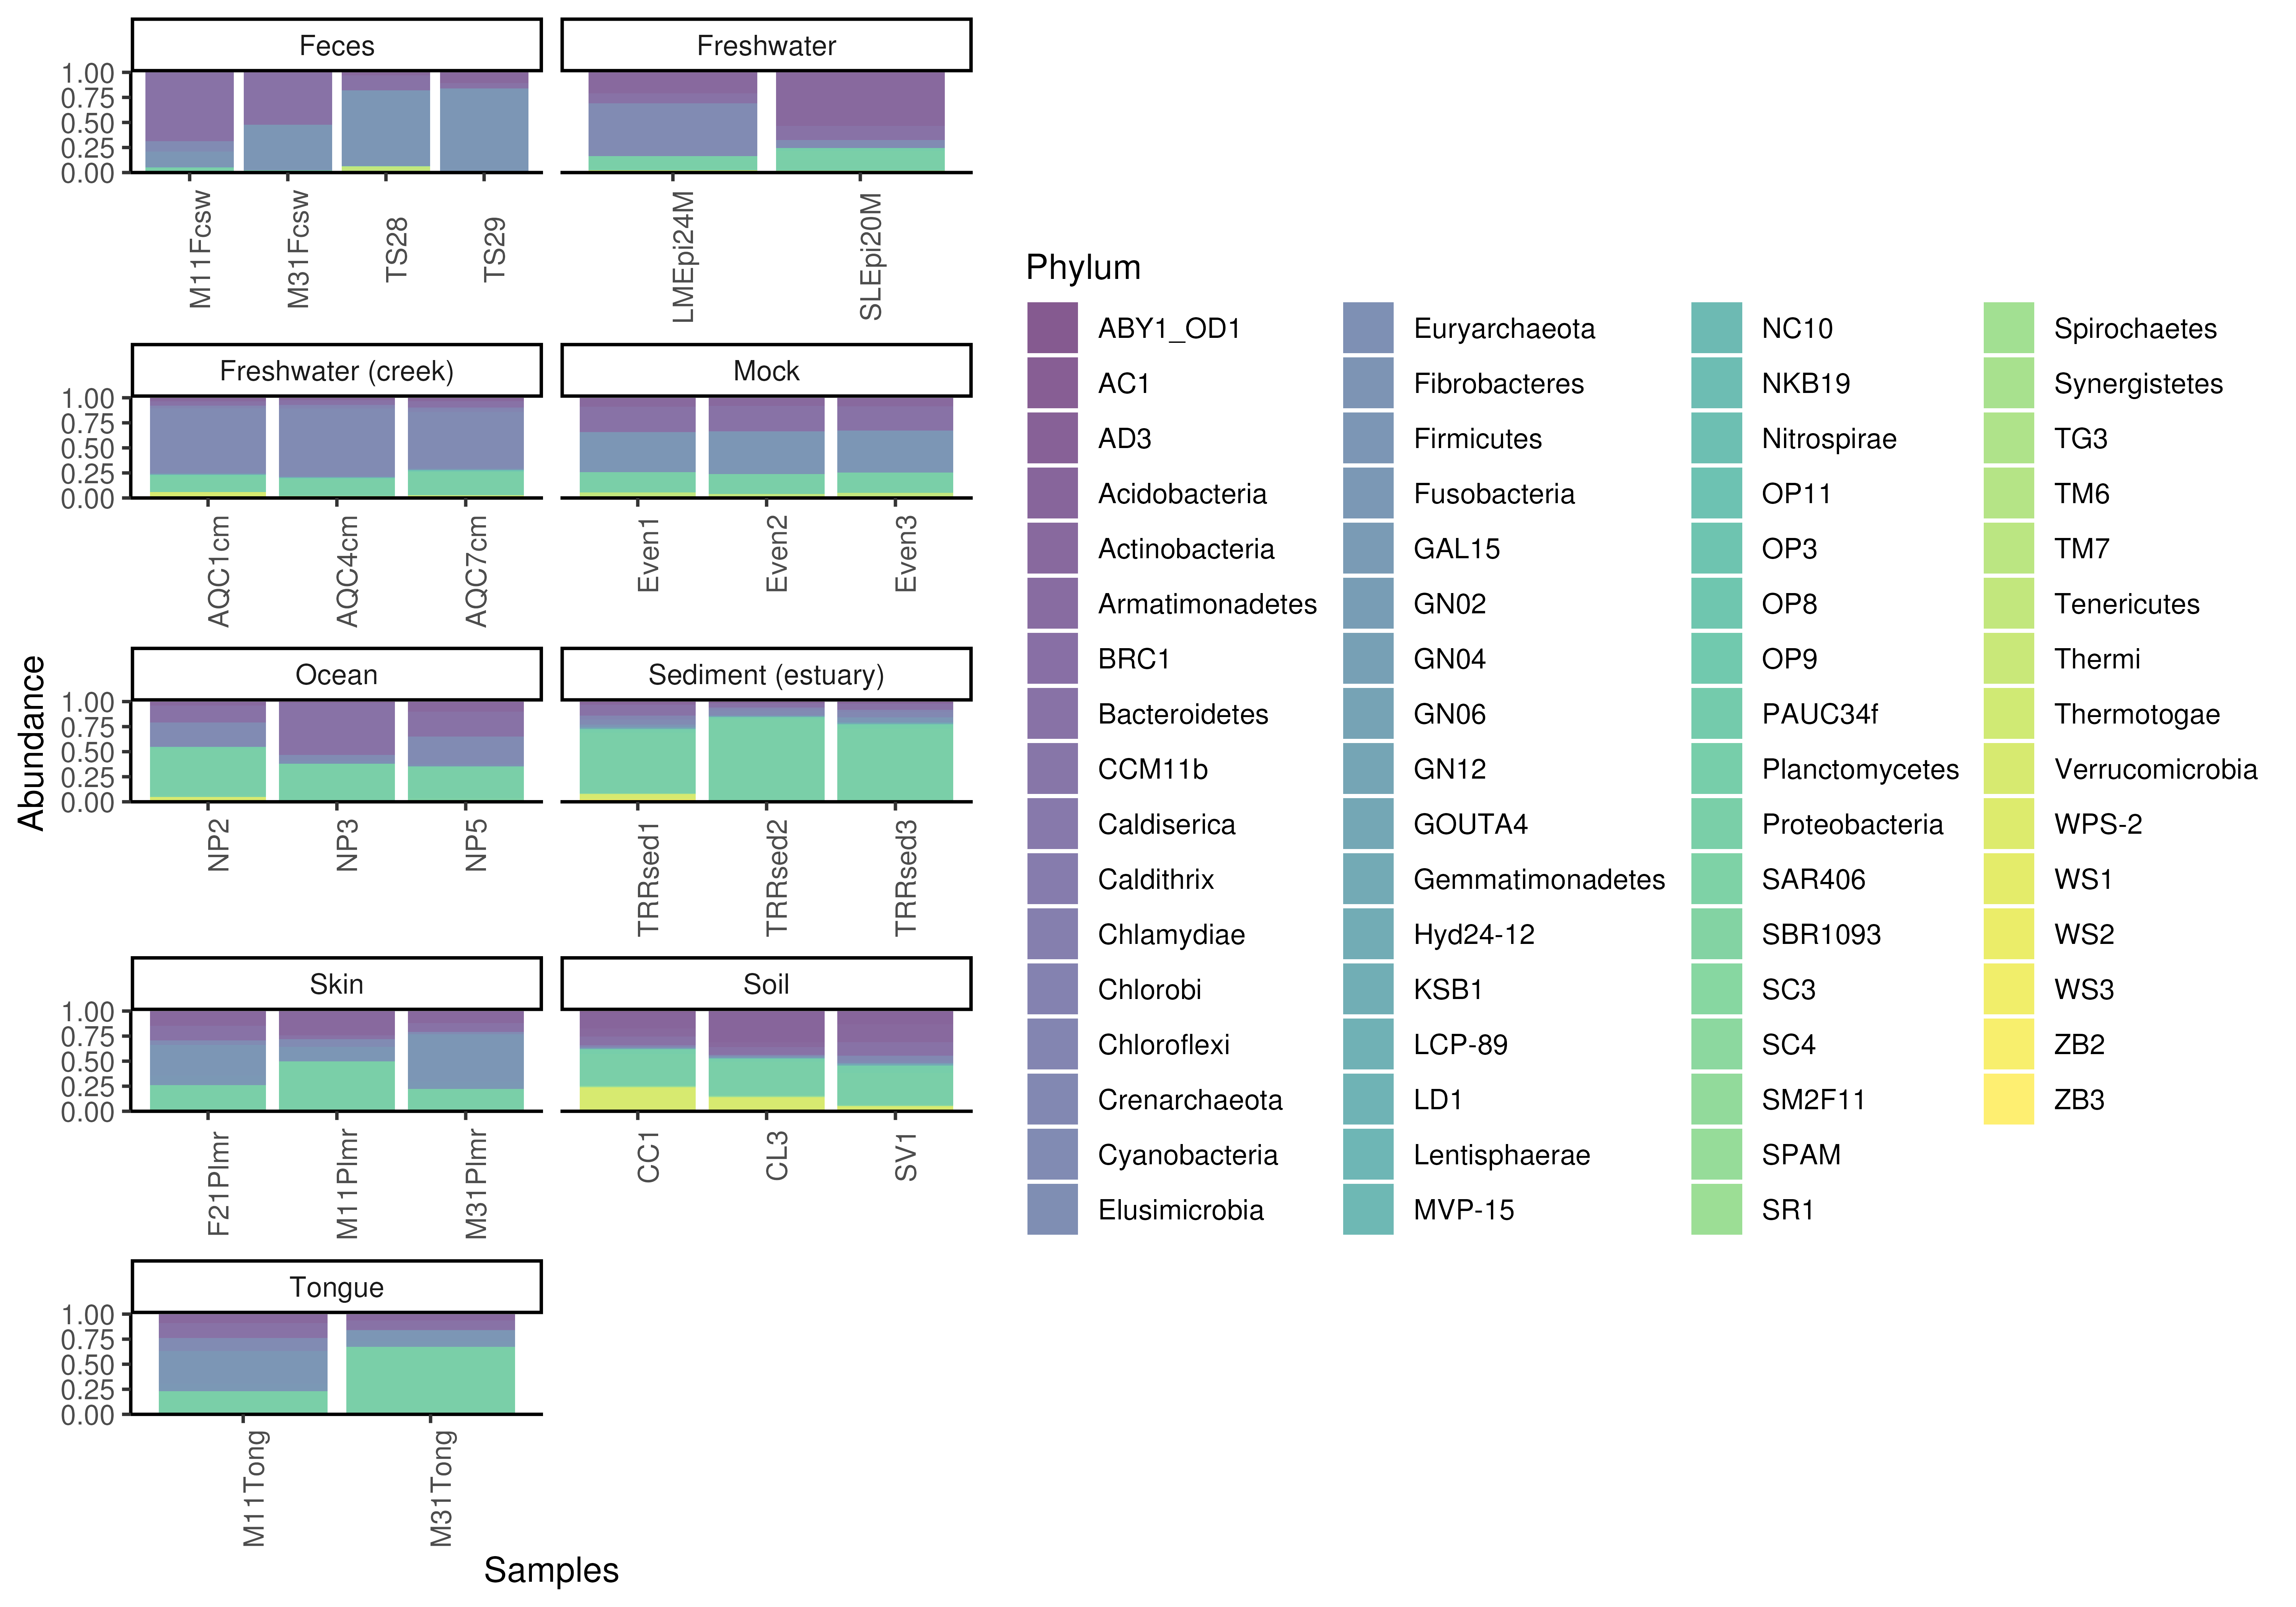 Feces
Freshwater
1.00
0.75
0.50
0.25
0.00
M11Fcsw
M31Fcsw
TS28
TS29
LMEpi24M
SLEpi20M
Freshwater (creek)
Mock
1.00
0.75
0.50
0.25
0.00
AQC1cm
AQC4cm
AQC7cm
Even1
Even2
Even3
Abundance
Ocean
Sediment (estuary)
1.00
0.75
0.50
0.25
0.00
NP2
NP3
NP5
TRRsed1
TRRsed2
TRRsed3
Skin
Soil
1.00
0.75
0.50
0.25
0.00
F21Plmr
M11Plmr
M31Plmr
CC1
CL3
SV1
Tongue
1.00
0.75
0.50
0.25
0.00
M11Tong
M31Tong
Samples
Phylum
ABY1_OD1
AC1
AD3
Acidobacteria
Actinobacteria
Armatimonadetes
BRC1
Bacteroidetes
CCM11b
Caldiserica
Caldithrix
Chlamydiae
Chlorobi
Chloroflexi
Crenarchaeota
Cyanobacteria
Elusimicrobia
Euryarchaeota
Fibrobacteres
Firmicutes
Fusobacteria
GAL15
GN02
GN04
GN06
GN12
GOUTA4
Gemmatimonadetes
Hyd24-12
KSB1
LCP-89
LD1
Lentisphaerae
MVP-15
NC10
NKB19
Nitrospirae
OP11
OP3
OP8
OP9
PAUC34f
Planctomycetes
Proteobacteria
SAR406
SBR1093
SC3
SC4
SM2F11
SPAM
SR1
Spirochaetes
Synergistetes
TG3
TM6
TM7
Tenericutes
Thermi
Thermotogae
Verrucomicrobia
WPS-2
WS1
WS2
WS3
ZB2
ZB3